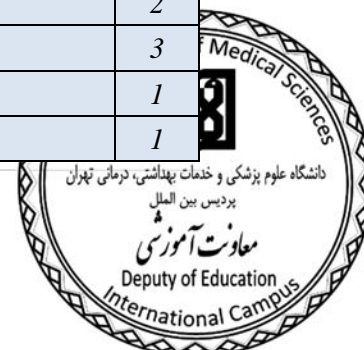 2
3
1
1
f Medical Sciences
دانشگاه علوم پزشکی و خدمات بهداشتی، درمانی تهران
پردیس بین الملل
معاونت آموزشی
Deputy of Education
International Campus